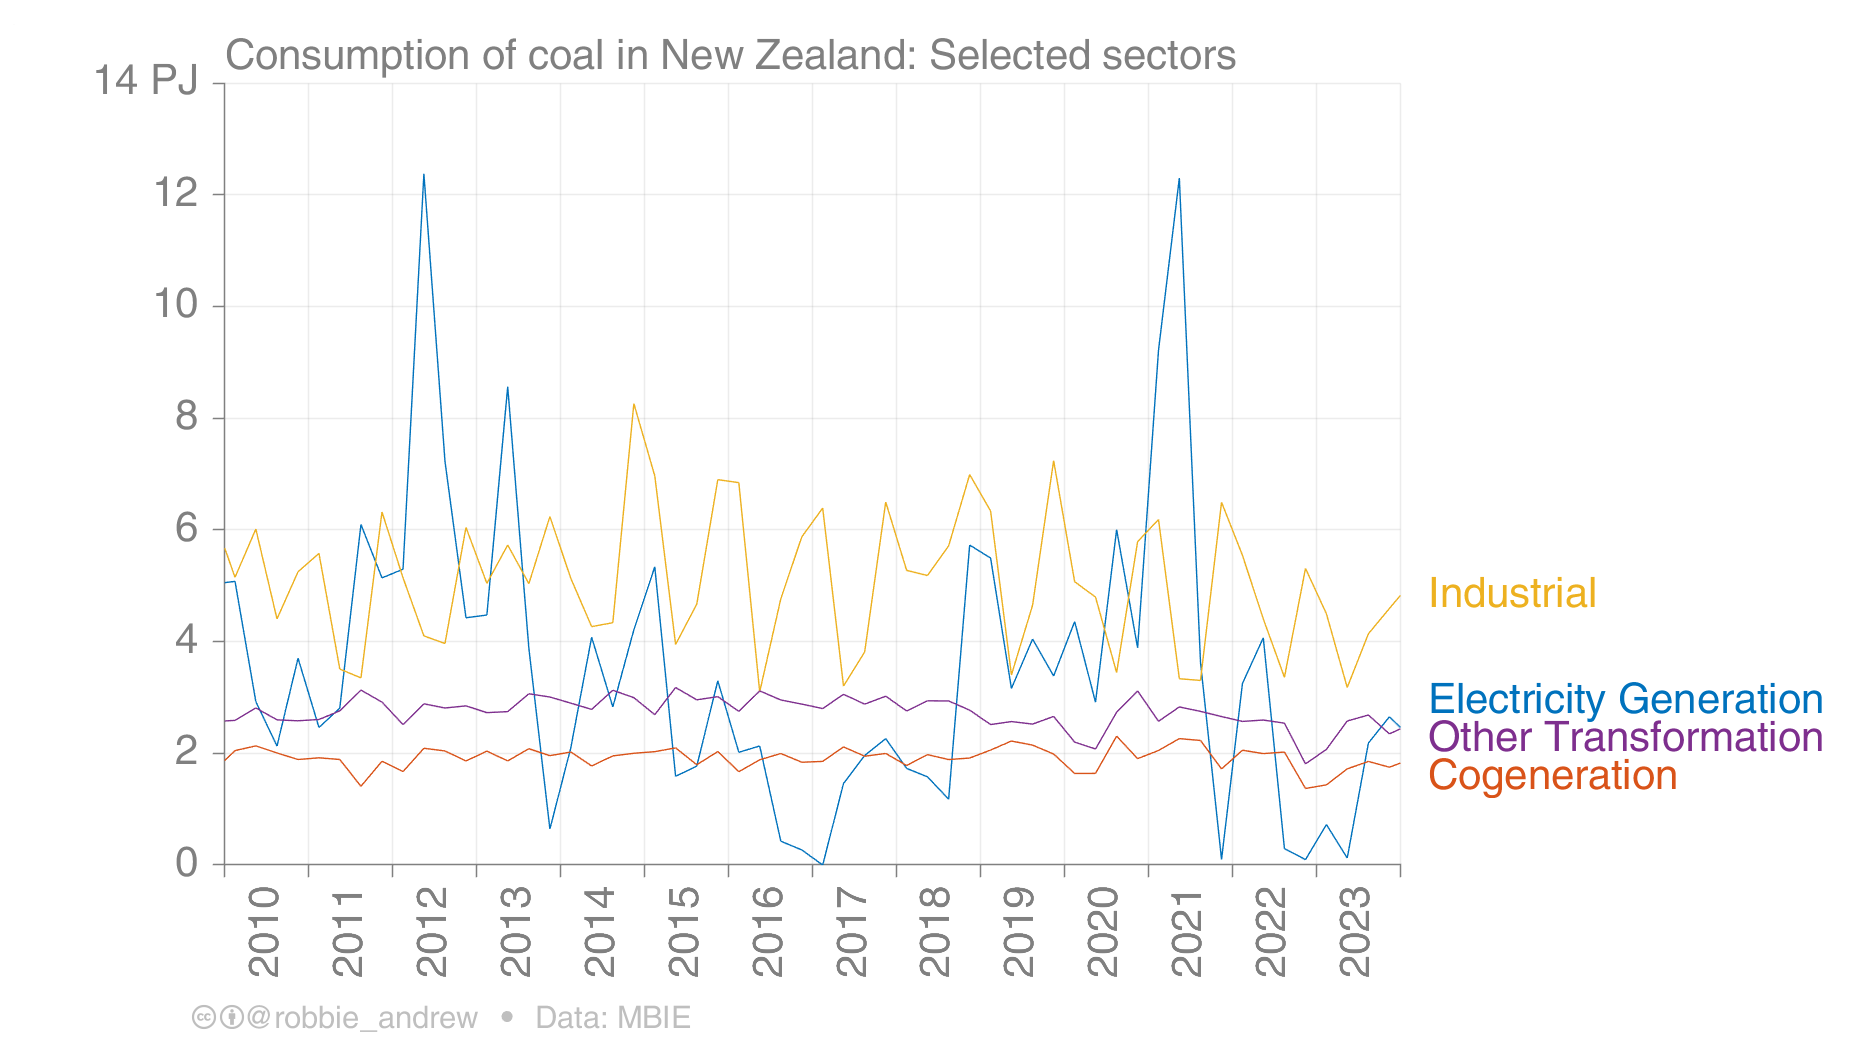 Consumption of coal in New Zealand: Selected sectors
14 PJ
12
10
8
6
4
2
0
Industrial
Electricity Generation
Other Transformation
Cogeneration
2010 2011 2012 2013 2014 2015 2016 2017 2018 2019 2020 2021 2022 2023
@robbie_andrew • Data: MBIE